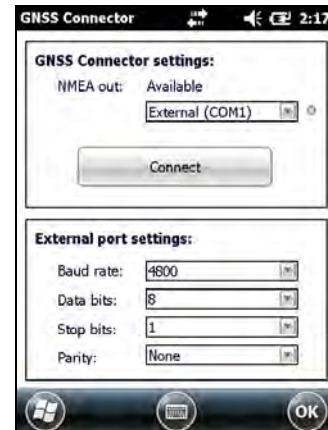 GNSS Connector 2:17
GNSS Connector settings:
NMEA out: Available
External (COM1)
Connect
External port settings:
Baud rate: 4800
Data bits: 8
Stop bits: 1
Parity: None
OK